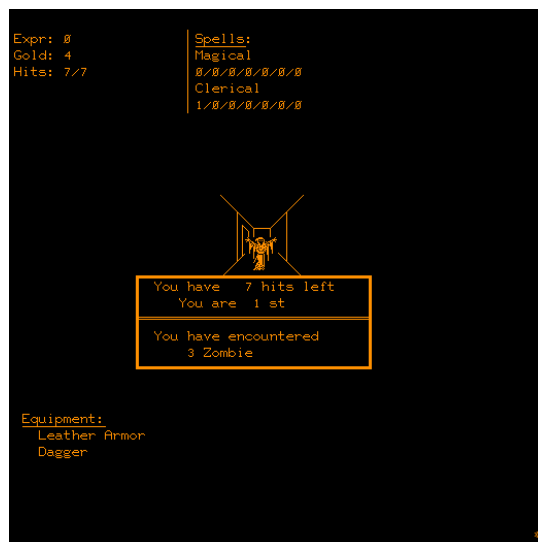 Expr: 0
Gold: 4
Hits: 7/7
Spells:
Magical
0/0/0/0/0/0/0
Clerical
1/0/0/0/0/0/0
You have 7 hits left
You are 1 st
You have encountered
3 Zombie
Equipment:
Leather Armor
Dagger